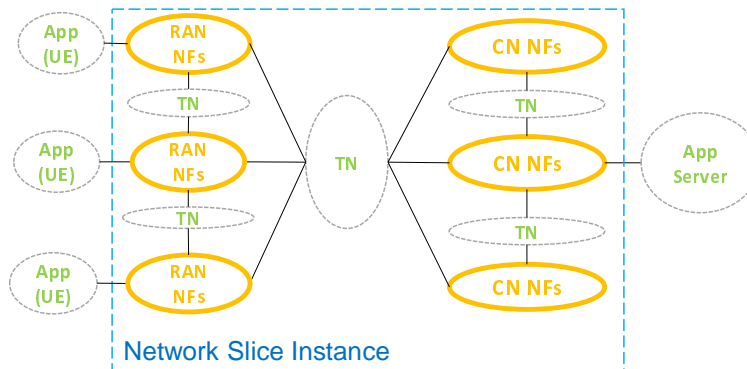 App
(UE)
RAN
NFs
CN NFs
TN
TN
App
(UE)
RAN
NFs
TN
CN NFs
App
Server
TN
TN
App
(UE)
RAN
NFs
CN NFs
Network Slice Instance